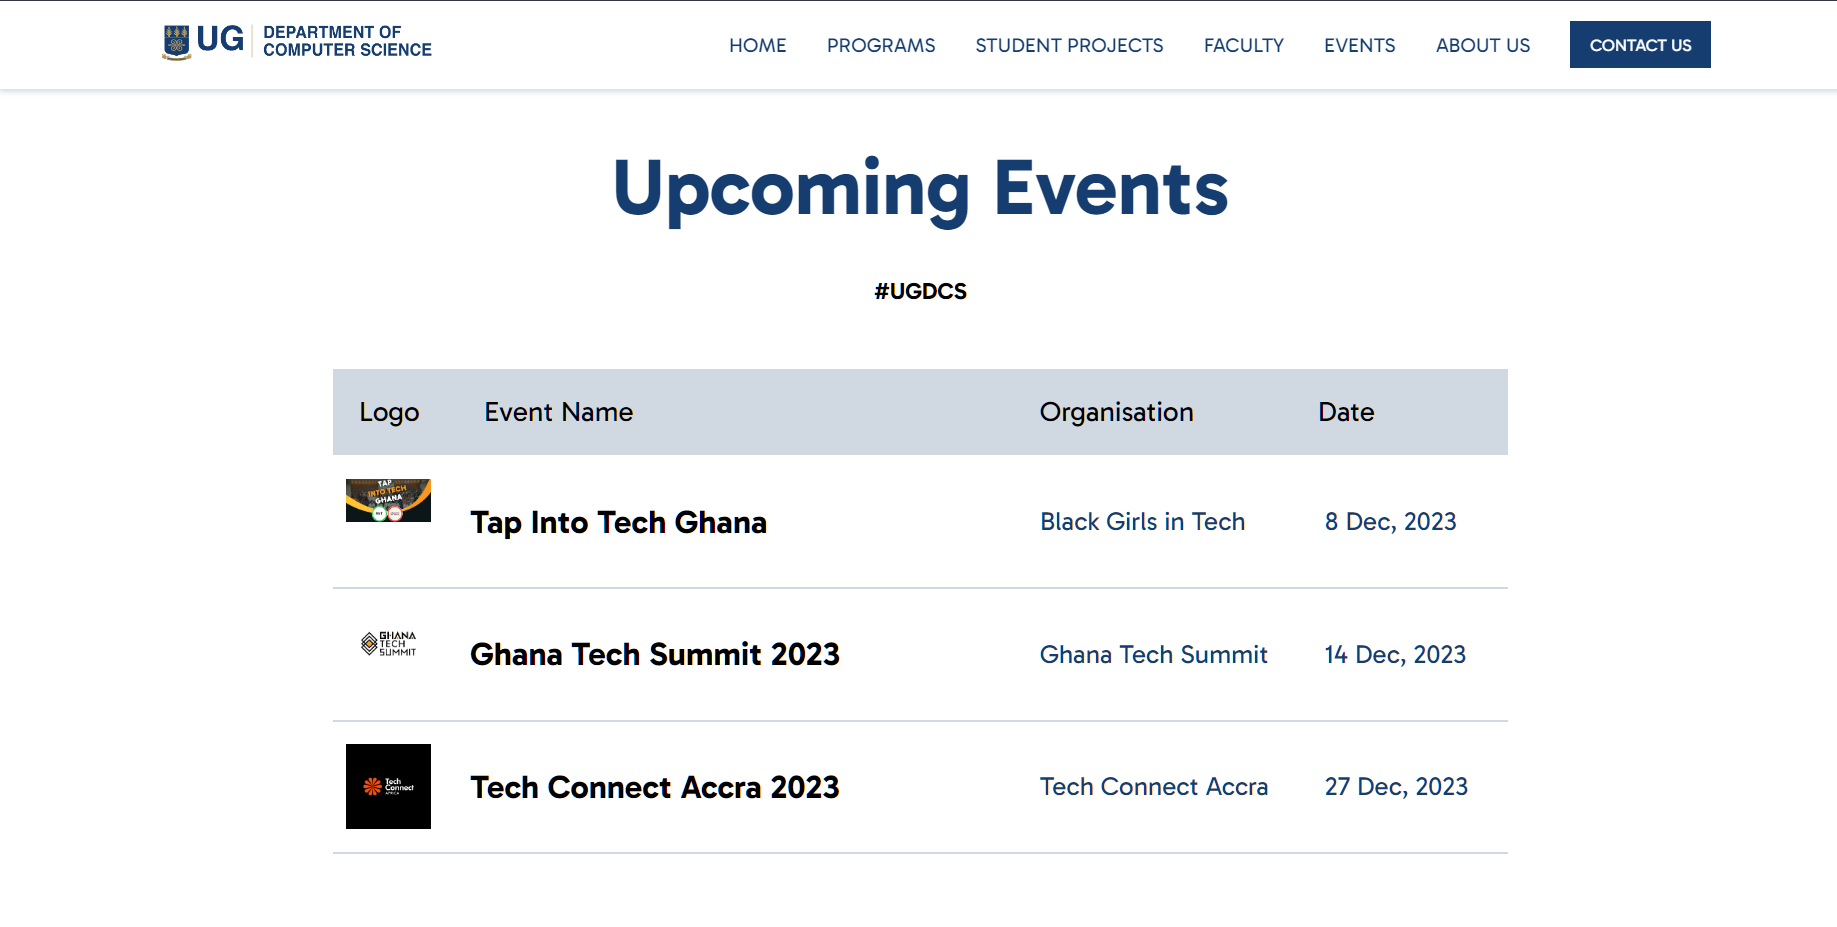 UG
DEPARTMENT OF
COMPUTER SCIENCE
HOME PROGRAMS STUDENT PROJECTS FACULTY EVENTS ABOUT US CONTACT US
Upcoming Events
#UGDCS
Logo Event Name Organisation Date
TAP
INTO TECH
GHANA
Tap Into Tech Ghana Black Girls in Tech 8 Dec, 2023
GHANA
TECH
SUMMIT
Ghana Tech Summit 2023 Ghana Tech Summit 14 Dec, 2023
Tech
Connect
AFRICA
Tech Connect Accra 2023 Tech Connect Accra 27 Dec, 2023